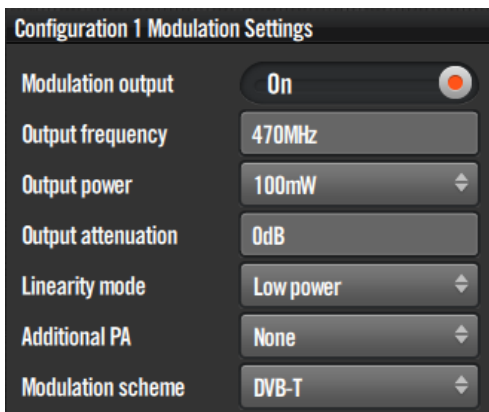 Configuration 1 Modulation Settings
Modulation output On
Output frequency 470MHz
Output power 100mW
Output attenuation 0dB
Linearity mode Low power
Additional PA None
Modulation scheme DVB-T